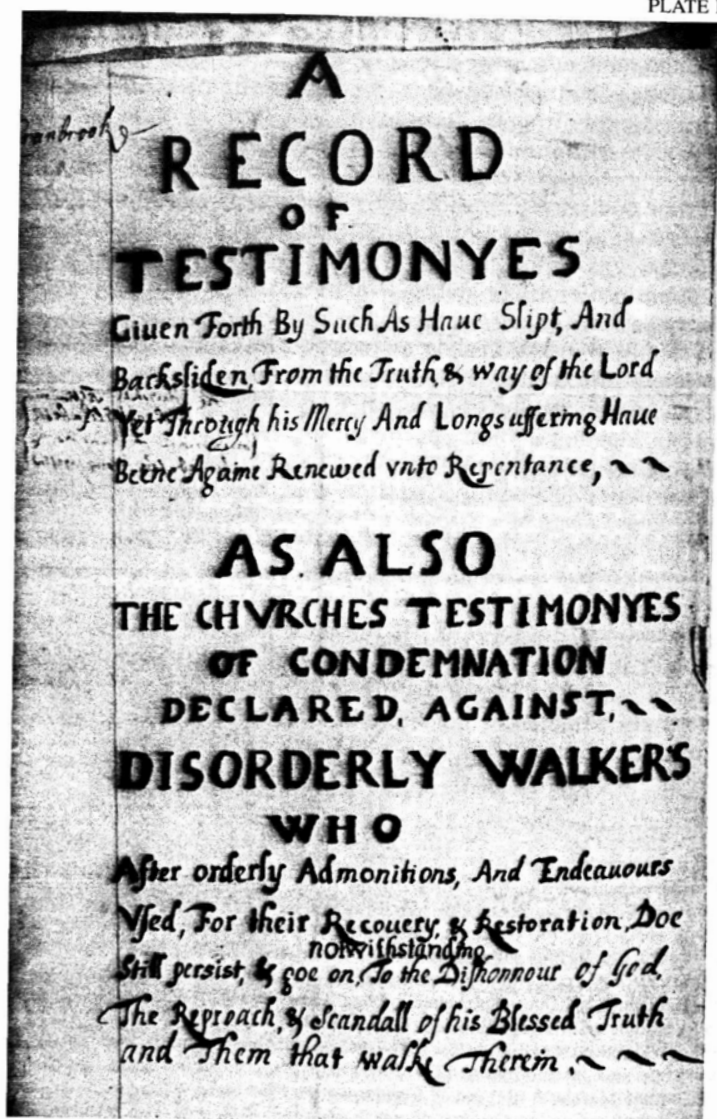 PLATE
A
ranbrook
RECORD
OF
TESTIMONYES
Giuen Forth By Such As Haue Slipt, And
Backsliden, From the Truth & way of the Lord
Yet Through his Mercy And Longsuffering Haue
Beene Againe Renewed vnto Repentance,
AS ALSO
THE CHVRCHES TESTIMONYES
OF CONDEMNATION
DECLARED, AGAINST,
DISORDERLY WALKERS
WHO
After orderly Admonitions, And Endeauours
Vsed, For their Recouery, & Restoration, Doe
notwithstanding
Still persist, & goe on, To the Dishonnour of God,
The Reproach, & Scandall of his Blessed Truth
and Them that walke Therein.